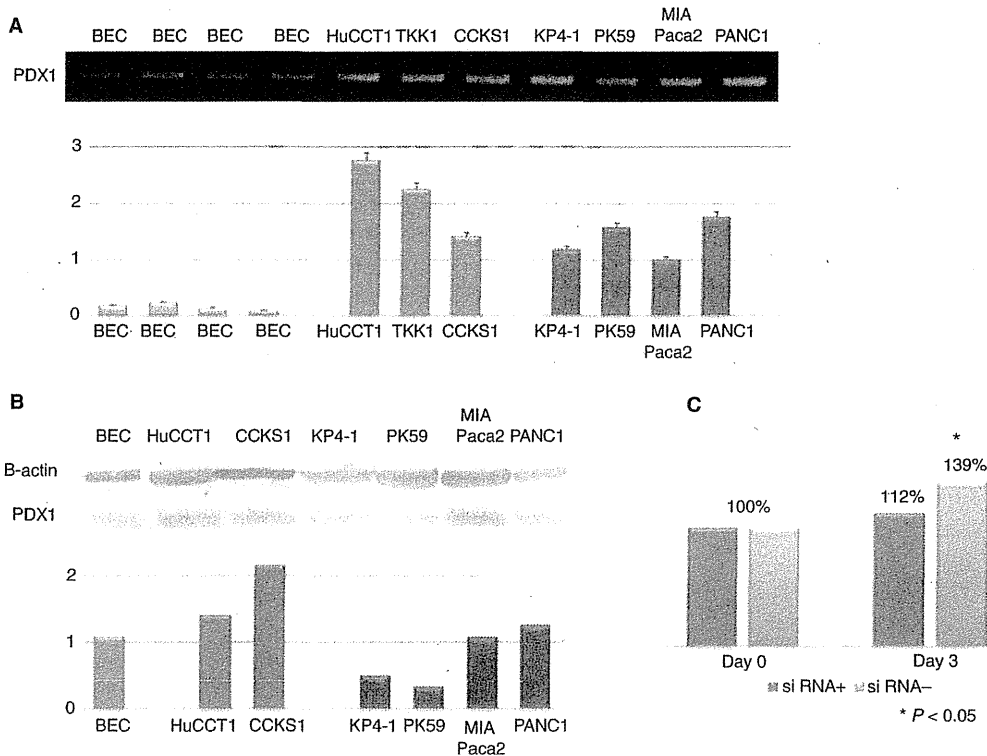 A
BEC BEC BEC BEC HuCCT1 TKK1 CCKS1 KP4-1 PK59 MIA Paca2 PANC1
PDX1
3
2
1
0
BEC BEC BEC BEC HuCCT1 TKK1 CCKS1 KP4-1 PK59 MIA Paca2 PANC1
B
BEC HuCCT1 CCKS1 KP4-1 PK59 MIA Paca2 PANC1
B-actin
PDX1
2
1
0
BEC HuCCT1 CCKS1 KP4-1 PK59 MIA Paca2 PANC1
C
*
100% 112% 139%
Day 0 Day 3
si RNA+ si RNA–
* P < 0.05